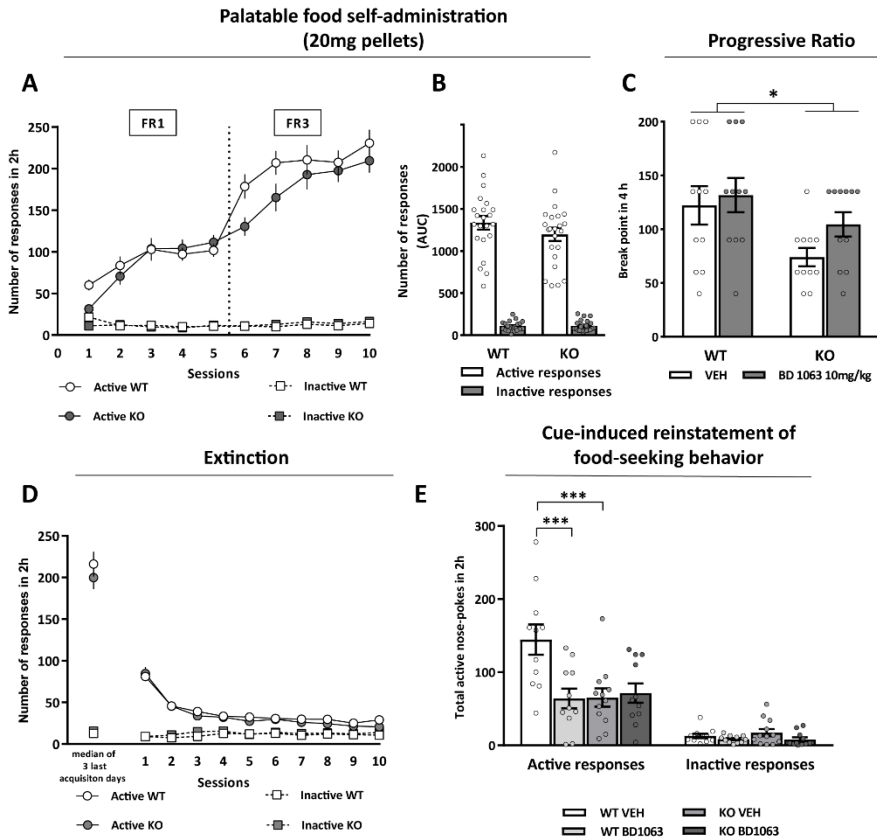 Palatable food self-administration
(20mg pellets)
Progressive Ratio
A
FR1
FR3
Number of responses in 2h
250
200
150
100
50
0
0
1
2
3
4
5
6
7
8
9
10
Sessions
Active WT
Inactive WT
Active KO
Inactive KO
B
Number of responses
(AUC)
2000
1500
1000
500
0
WT
KO
Active responses
Inactive responses
C
*
Break point in 4 h
200
150
100
50
0
WT
KO
VEH
BD 1063 10mg/kg
Extinction
D
Number of responses in 2h
250
200
150
100
50
0
median of
3 last
acquisiton days
1
2
3
4
5
6
7
8
9
10
Sessions
Active WT
Inactive WT
Active KO
Inactive KO
Cue-induced reinstatement of
food-seeking behavior
E
***
***
Total active nose-pokes in 2h
300
200
100
0
Active responses
Inactive responses
WT VEH
KO VEH
WT BD1063
KO BD1063